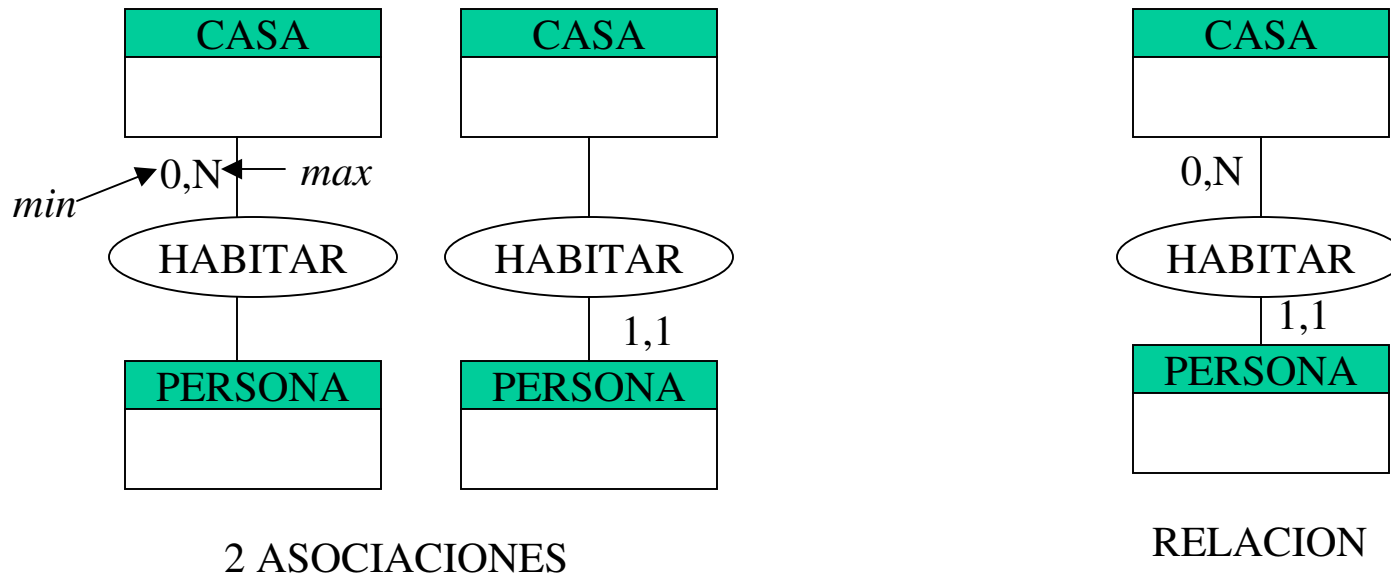 CASA
0,N
min
max
HABITAR
PERSONA
CASA
HABITAR
1,1
PERSONA
2 ASOCIACIONES
CASA
0,N
HABITAR
1,1
PERSONA
RELACION